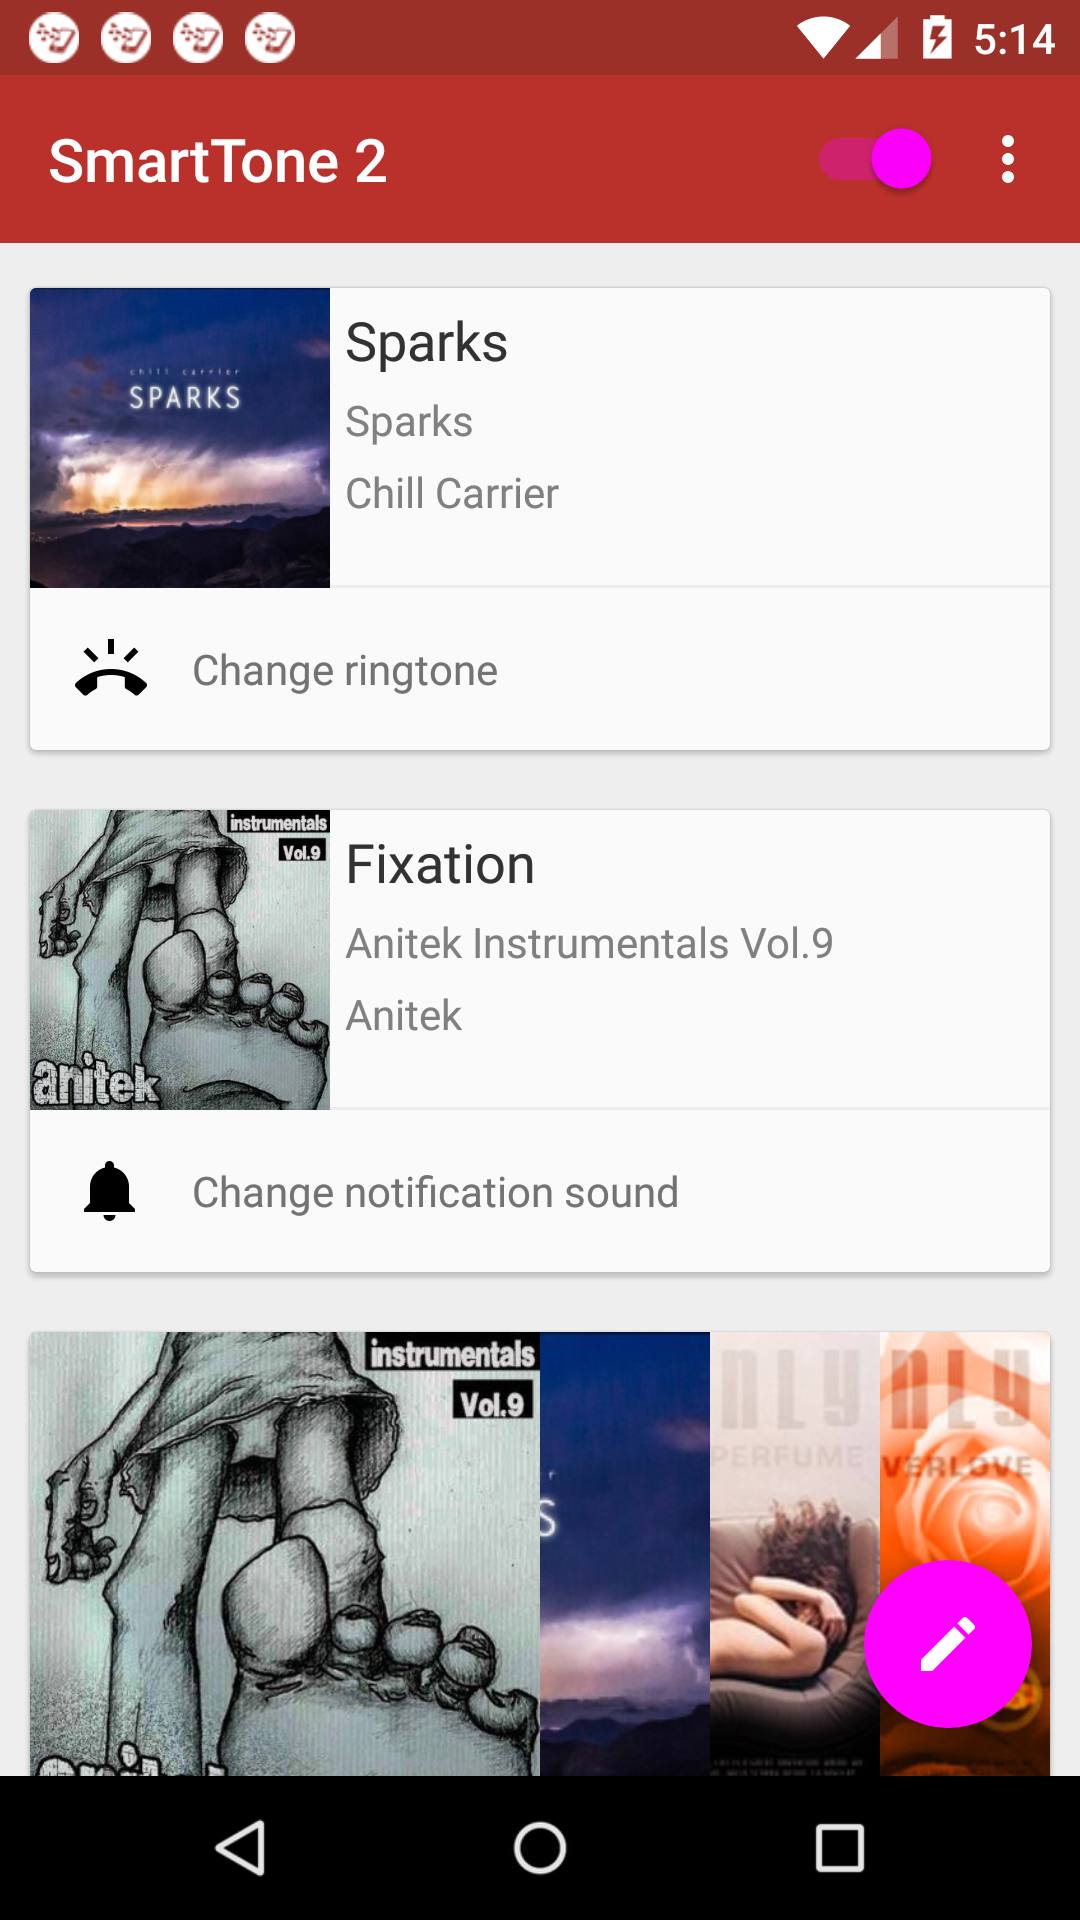 5:14
SmartTone 2
chill carrier
SPARKS
Sparks
Sparks
Chill Carrier
Change ringtone
instrumentals
Vol.9
anitek
Fixation
Anitek Instrumentals Vol.9
Anitek
Change notification sound
instrumentals
Vol.9
S
NLY
PERFUME
NLY
VERLOVE